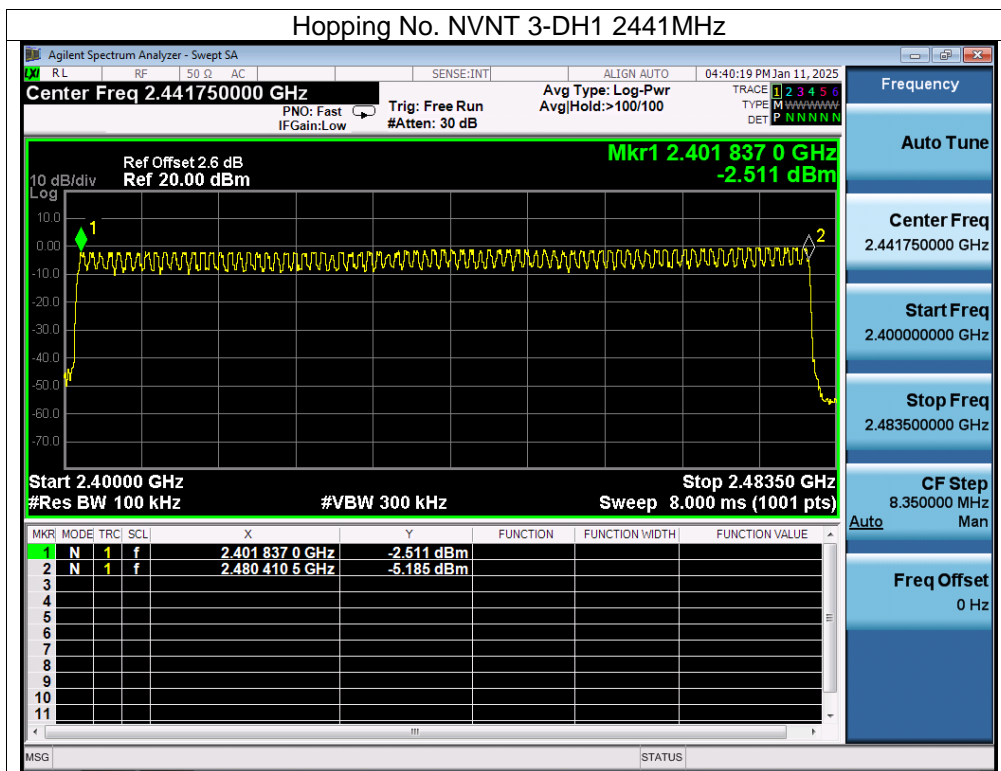 Hopping No. NVNT 3-DH1 2441MHz
Agilent Spectrum Analyzer - Swept SA
LXI RL RF 50 Ω AC SENSE:INT ALIGN AUTO 04:40:19 PM Jan 11, 2025
Center Freq 2.441750000 GHz
PNO: Fast
IFGain:Low
Trig: Free Run
#Atten: 30 dB
Avg Type: Log-Pwr
Avg|Hold:>100/100
TRACE 1 2 3 4 5 6
TYPE M WWWWW
DET P N N N N N
Mkr1 2.401 837 0 GHz
-2.511 dBm
Ref Offset 2.6 dB
10 dB/div Ref 20.00 dBm
Log
10.0
0.00
-10.0
-20.0
-30.0
-40.0
-50.0
-60.0
-70.0
1
2
Start 2.40000 GHz Stop 2.48350 GHz
#Res BW 100 kHz #VBW 300 kHz Sweep 8.000 ms (1001 pts)
MKR MODE TRC SCL X Y FUNCTION FUNCTION WIDTH FUNCTION VALUE
1 N 1 f 2.401 837 0 GHz -2.511 dBm
2 N 1 f 2.480 410 5 GHz -5.185 dBm
3
4
5
6
7
8
9
10
11
MSG STATUS
Frequency
Auto Tune
Center Freq
2.441750000 GHz
Start Freq
2.400000000 GHz
Stop Freq
2.483500000 GHz
CF Step
8.350000 MHz
Auto Man
Freq Offset
0 Hz